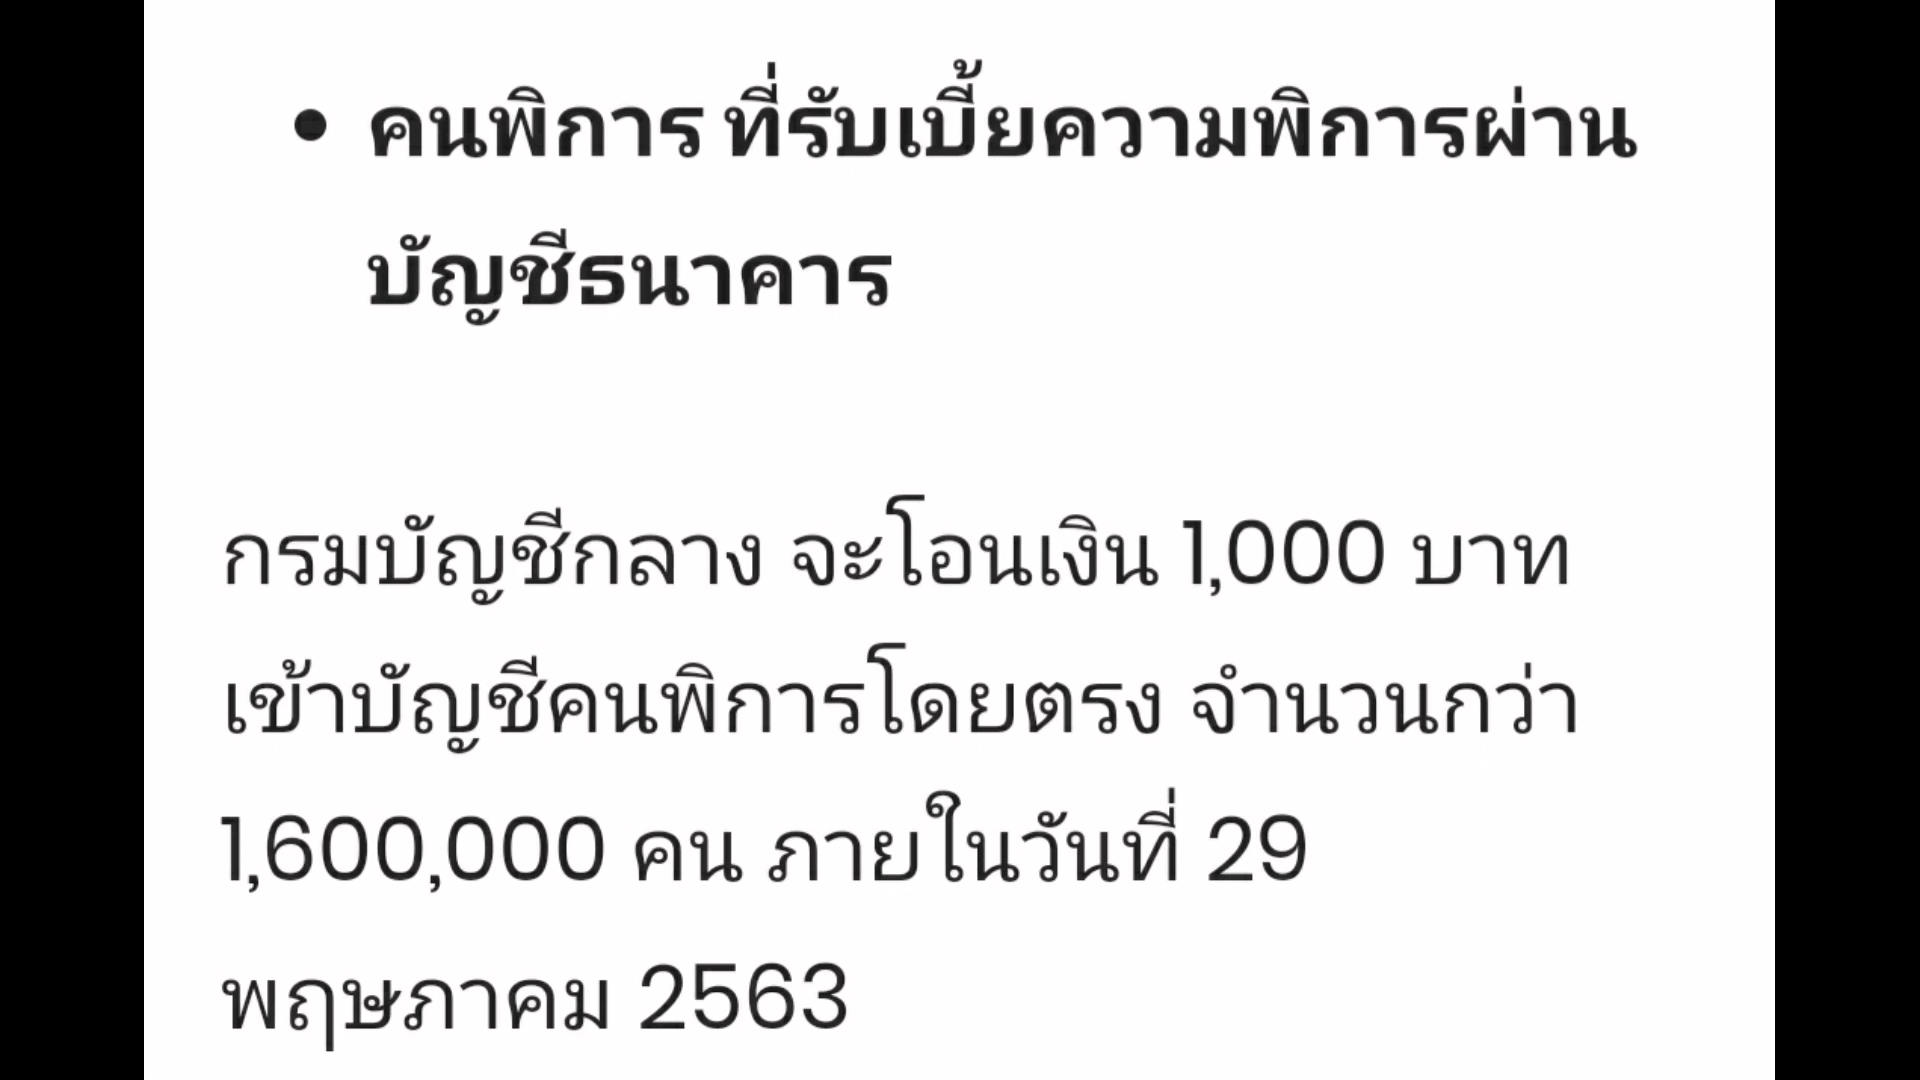 • คนพิการ ที่รับเบี้ยความพิการผ่าน
บัญชีธนาคาร
กรมบัญชีกลาง จะโอนเงิน 1,000 บาท
เข้าบัญชีคนพิการโดยตรง จำนวนกว่า
1,600,000 คน ภายในวันที่ 29
พฤษภาคม 2563